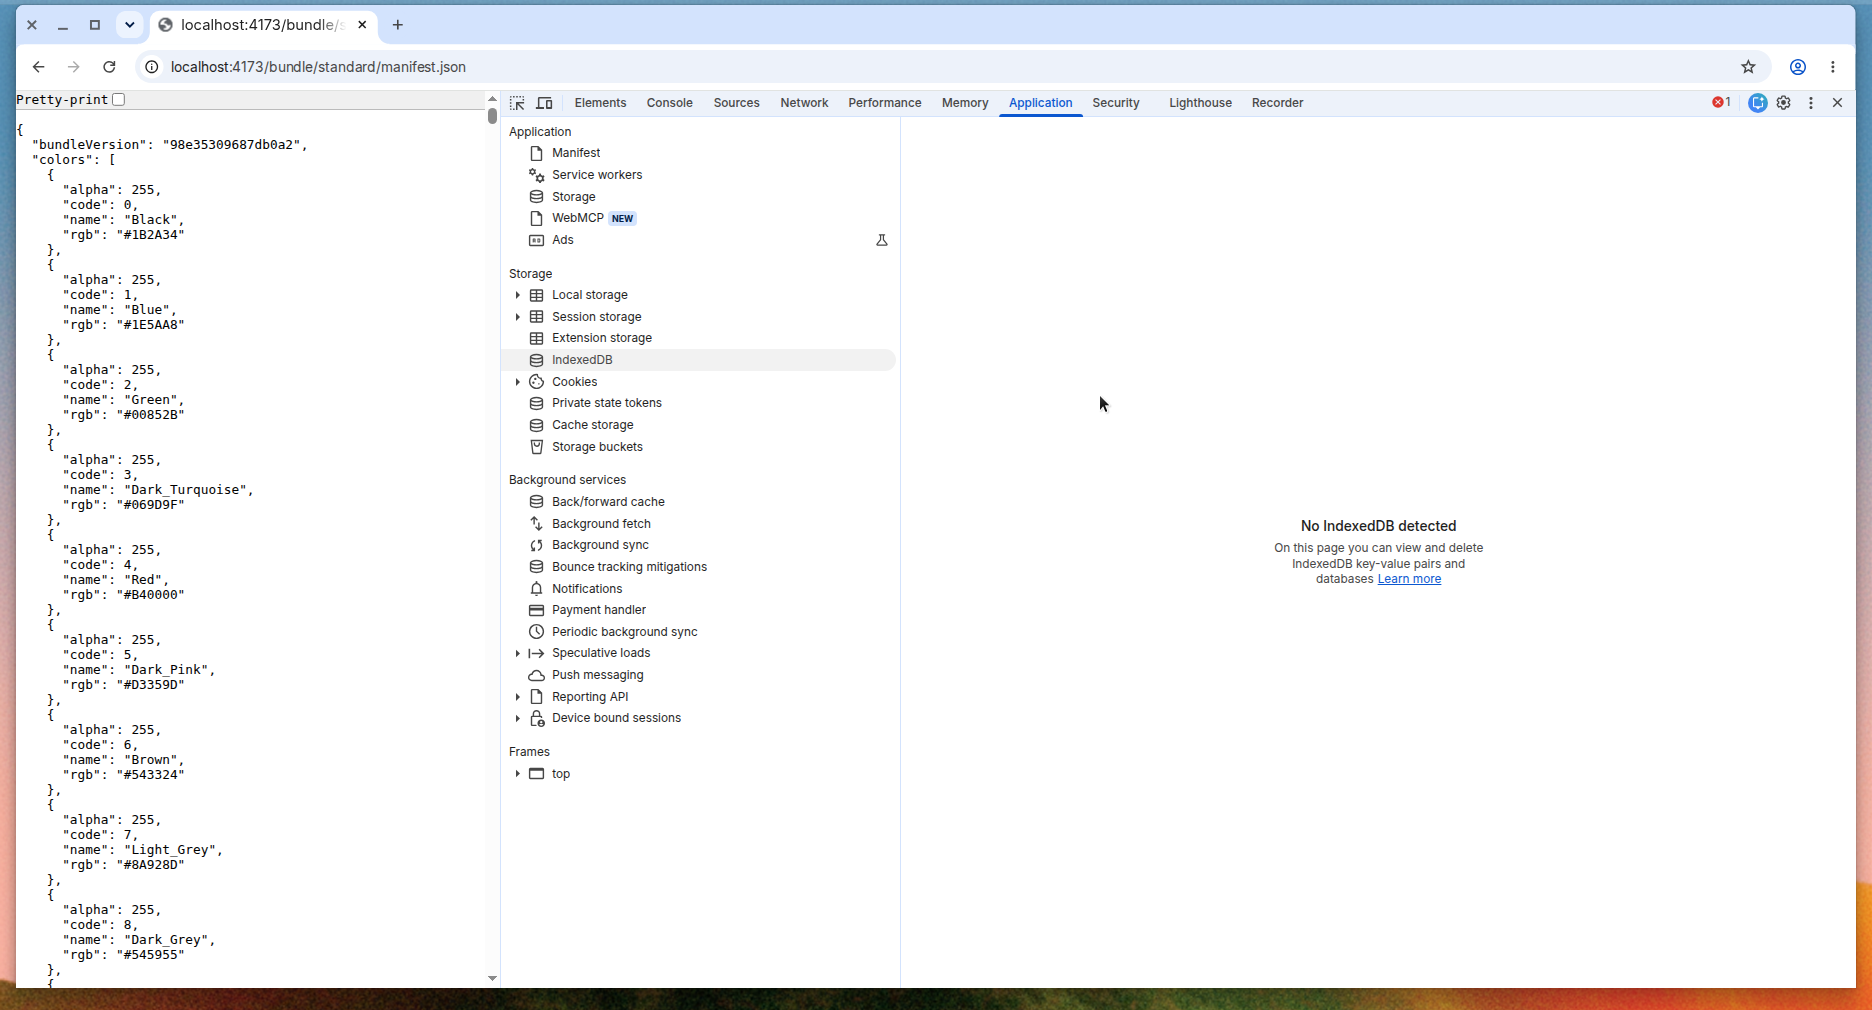 localhost:4173/bundle/s
localhost:4173/bundle/standard/manifest.json
Pretty-print
{
"bundleVersion": "98e35309687db0a2",
"colors": [
{
"alpha": 255,
"code": 0,
"name": "Black",
"rgb": "#1B2A34"
},
{
"alpha": 255,
"code": 1,
"name": "Blue",
"rgb": "#1E5AA8"
},
{
"alpha": 255,
"code": 2,
"name": "Green",
"rgb": "#00852B"
},
{
"alpha": 255,
"code": 3,
"name": "Dark_Turquoise",
"rgb": "#069D9F"
},
{
"alpha": 255,
"code": 4,
"name": "Red",
"rgb": "#B40000"
},
{
"alpha": 255,
"code": 5,
"name": "Dark_Pink",
"rgb": "#D3359D"
},
{
"alpha": 255,
"code": 6,
"name": "Brown",
"rgb": "#543324"
},
{
"alpha": 255,
"code": 7,
"name": "Light_Grey",
"rgb": "#8A928D"
},
{
"alpha": 255,
"code": 8,
"name": "Dark_Grey",
"rgb": "#545955"
},
{
Elements Console Sources Network Performance Memory Application Security Lighthouse Recorder 1
Application
Manifest
Service workers
Storage
WebMCP NEW
Ads
Storage
Local storage
Session storage
Extension storage
IndexedDB
Cookies
Private state tokens
Cache storage
Storage buckets
Background services
Back/forward cache
Background fetch
Background sync
Bounce tracking mitigations
Notifications
Payment handler
Periodic background sync
Speculative loads
Push messaging
Reporting API
Device bound sessions
Frames
top
No IndexedDB detected
On this page you can view and delete
IndexedDB key-value pairs and
databases Learn more